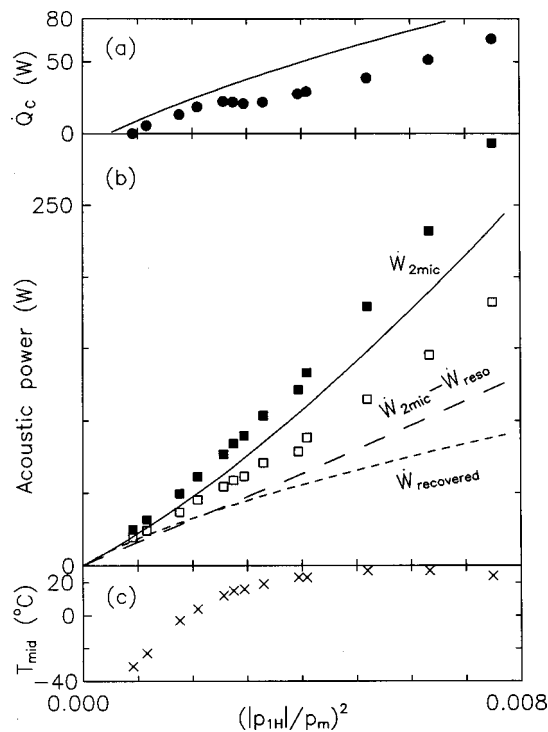 80
(a)
50
Q̇c (W)
0
(b)
250
Ẇ2mic
Acoustic power (W)
Ẇ2mic–Ẇreso
Ẇrecovered
0
20
(c)
0
Tmid (°C)
−40
0.000
0.008
(|p1H|/pm)²